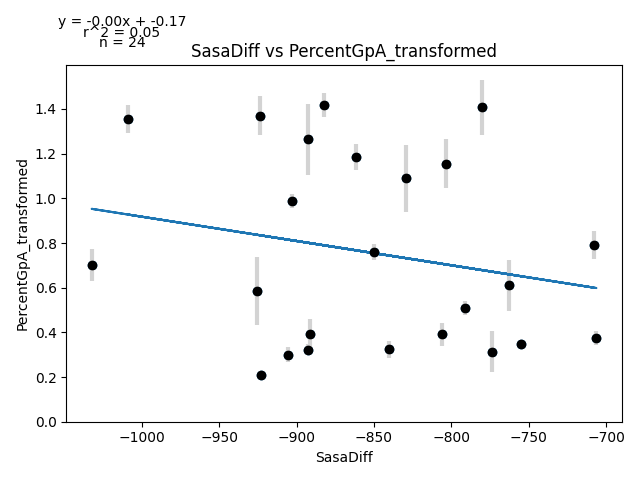 y = -0.00x + -0.17
r^2 = 0.05
n = 24
SasaDiff vs PercentGpA_transformed
1.4
1.2
1.0
0.8
0.6
0.4
0.2
0.0
PercentGpA_transformed
−1000
−950
−900
−850
−800
−750
−700
SasaDiff